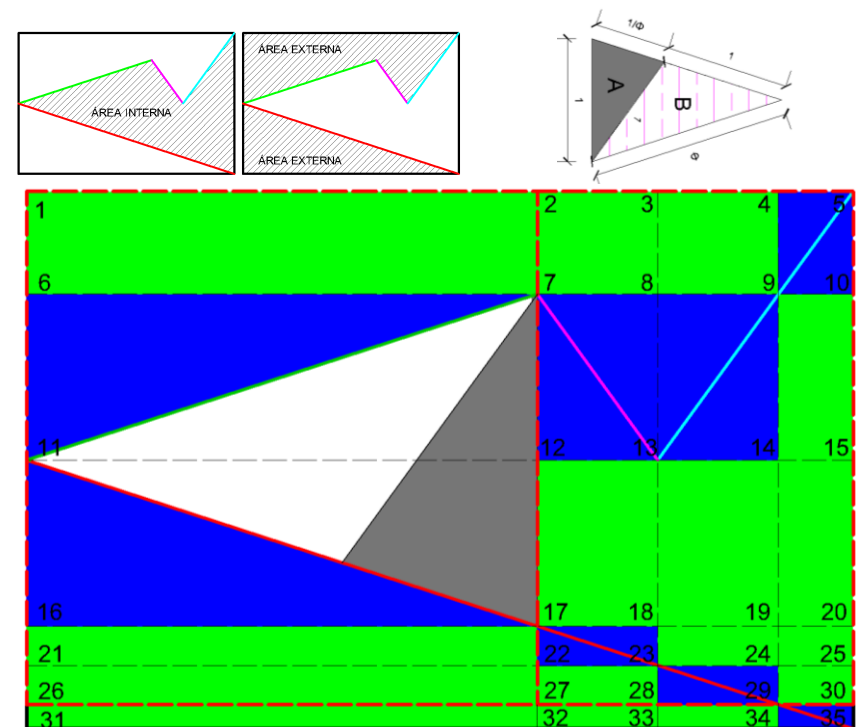 ÁREA EXTERNA
ÁREA INTERNA
ÁREA EXTERNA
1/Φ
1
A
B
1
1
Φ
1 2 3 4 5
6 7 8 9 10
11 12 13 14 15
16 17 18 19 20
21 22 23 24 25
26 27 28 29 30
31 32 33 34 35